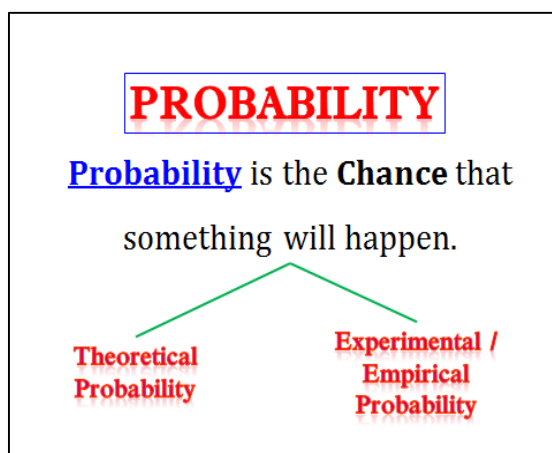 PROBABILITY
Probability is the Chance that
something will happen.
Theoretical
Probability
Experimental /
Empirical
Probability